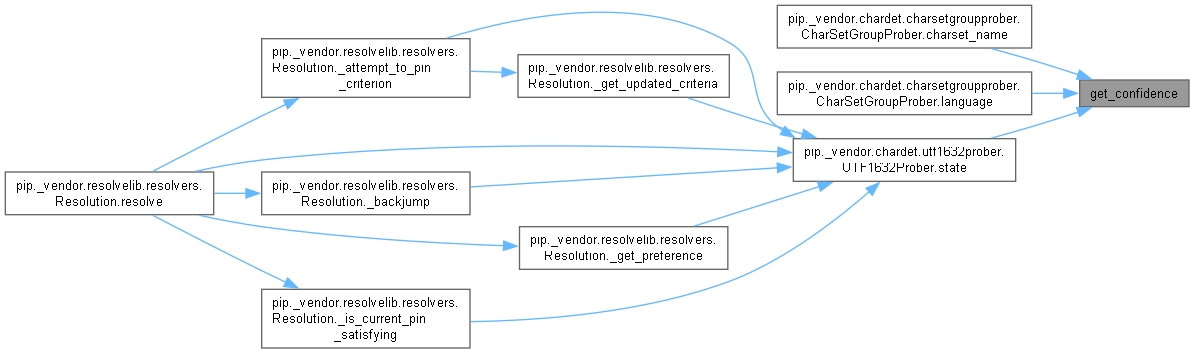 pip._vendor.chardet.charsetgroupprober.
CharSetGroupProber.charset_name
pip._vendor.resolvelib.resolvers.
Resolution._attempt_to_pin
_criterion
pip._vendor.resolvelib.resolvers.
Resolution._get_updated_criteria
pip._vendor.chardet.charsetgroupprober.
CharSetGroupProber.language
get_confidence
pip._vendor.chardet.utf1632prober.
UTF1632Prober.state
pip._vendor.resolvelib.resolvers.
Resolution.resolve
pip._vendor.resolvelib.resolvers.
Resolution._backjump
pip._vendor.resolvelib.resolvers.
Resolution._get_preference
pip._vendor.resolvelib.resolvers.
Resolution._is_current_pin
_satisfying